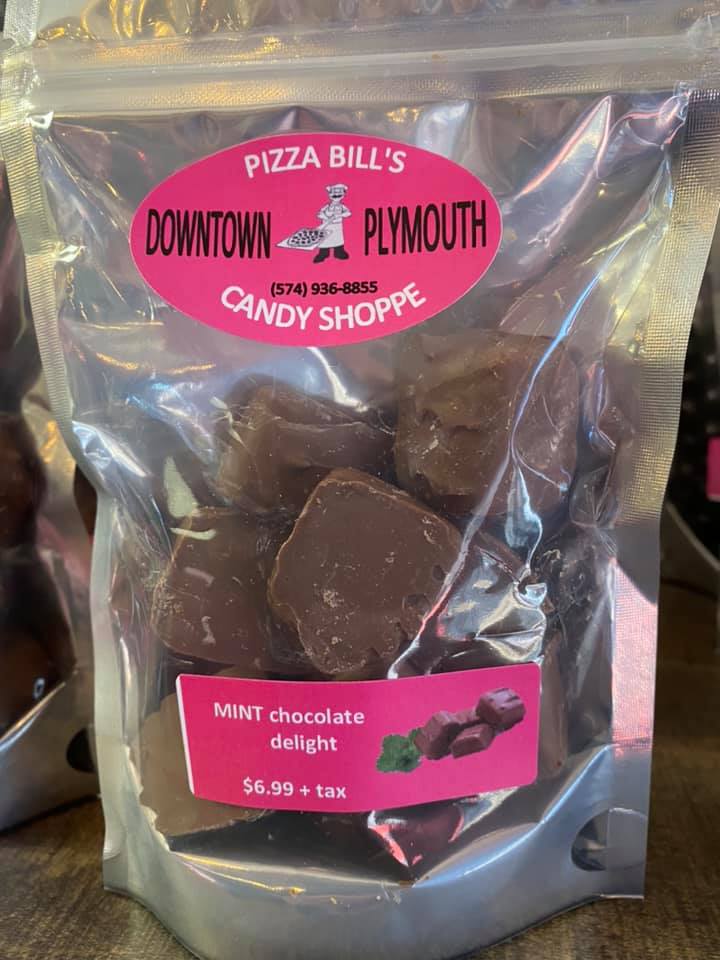 PIZZA BILL'S
DOWNTOWN PLYMOUTH
(574) 936-8855
CANDY SHOPPE
MINT chocolate
delight
$6.99 + tax